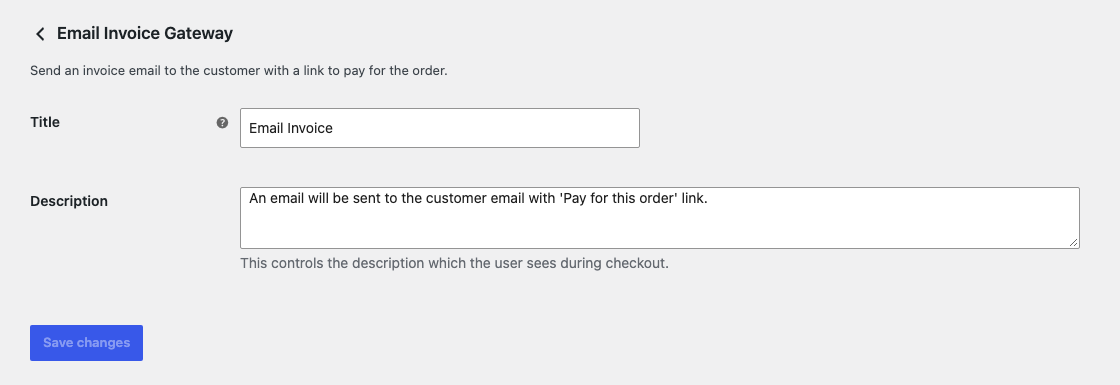 Email Invoice Gateway
Send an invoice email to the customer with a link to pay for the order.
Title
?
Email Invoice
Description
An email will be sent to the customer email with 'Pay for this order' link.
This controls the description which the user sees during checkout.
Save changes